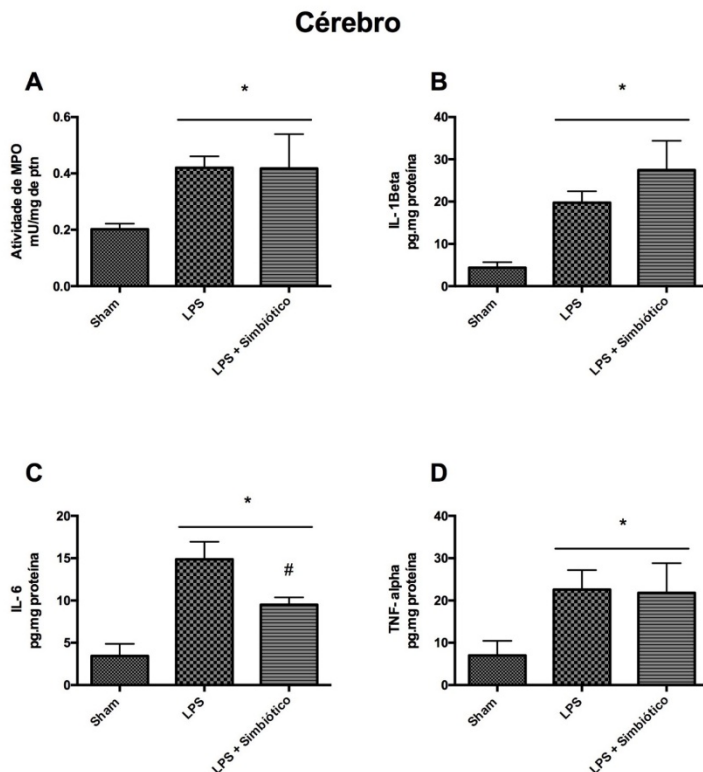 Cérebro
A
*
Atividade de MPO
mU/mg de ptn
0.6
0.4
0.2
0.0
Sham
LPS
LPS + Simbiótico
B
*
IL- 1Beta
pg.mg proteína
40
30
20
10
0
Sham
LPS
LPS + Simbiótico
C
*
#
IL- 6
pg.mg proteína
20
15
10
5
0
Sham
LPS
LPS + Simbiótico
D
*
TNF- alpha
pg.mg proteína
40
30
20
10
0
Sham
LPS
LPS + Simbiótico